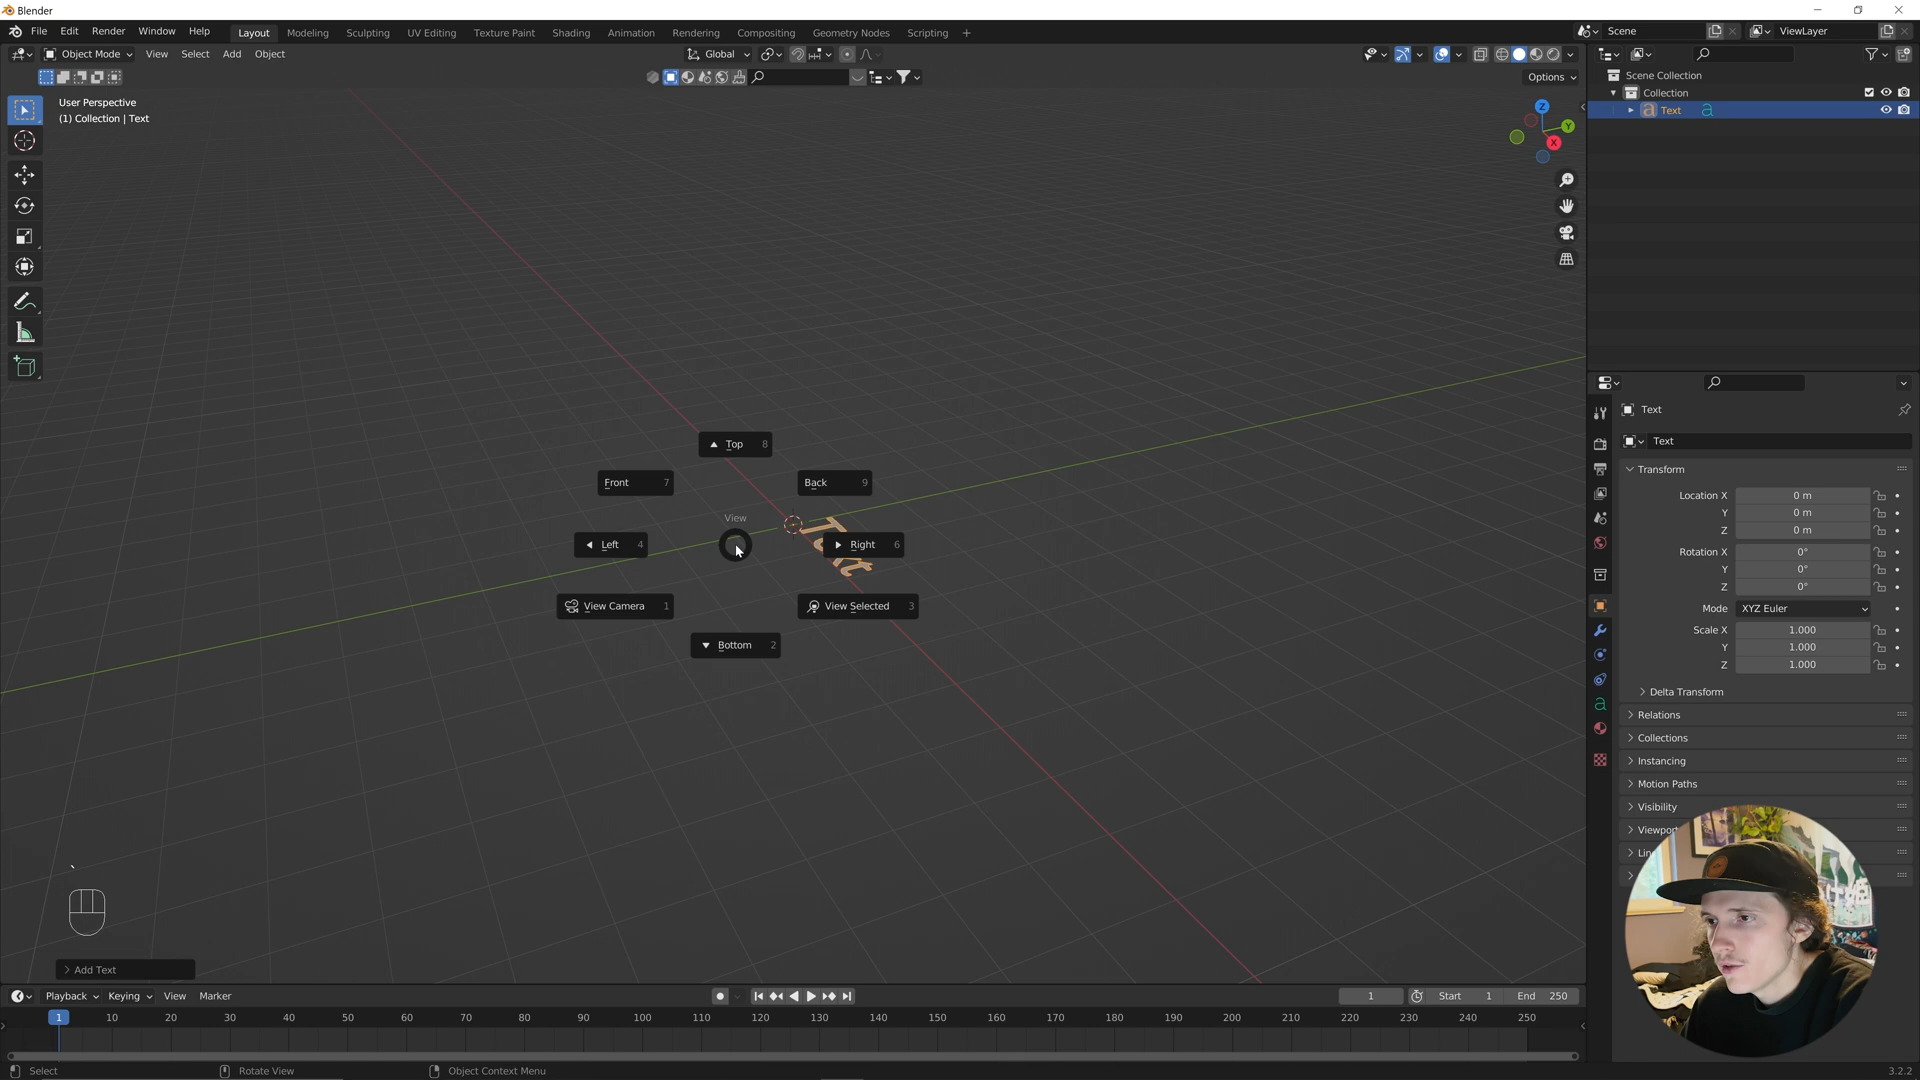 Blender
File Edit Render Window Help
Layout Modeling Sculpting UV Editing Texture Paint Shading Animation Rendering Compositing Geometry Nodes Scripting +
Scene
ViewLayer
Object Mode View Select Add Object
Global
Options
User Perspective
(1) Collection | Text
Z
Y
X
Scene Collection
Collection
Text
Top 8
Front 7
Back 9
View
Left 4
Right 6
View Camera 1
View Selected 3
Bottom 2
Text
Text
Text
Transform
Location X 0 m
Y 0 m
Z 0 m
Rotation X 0°
Y 0°
Z 0°
Mode XYZ Euler
Scale X 1.000
Y 1.000
Z 1.000
Delta Transform
Relations
Collections
Instancing
Motion Paths
Visibility
`
Add Text
Playback Keying View Marker
1
Start 1
End 250
1 10 20 30 40 50 60 70 80 90 100 110 120 130 140 150 160 170 180 190 200 210 220 230 240 250
Select
Rotate View
Object Context Menu
3.2.2